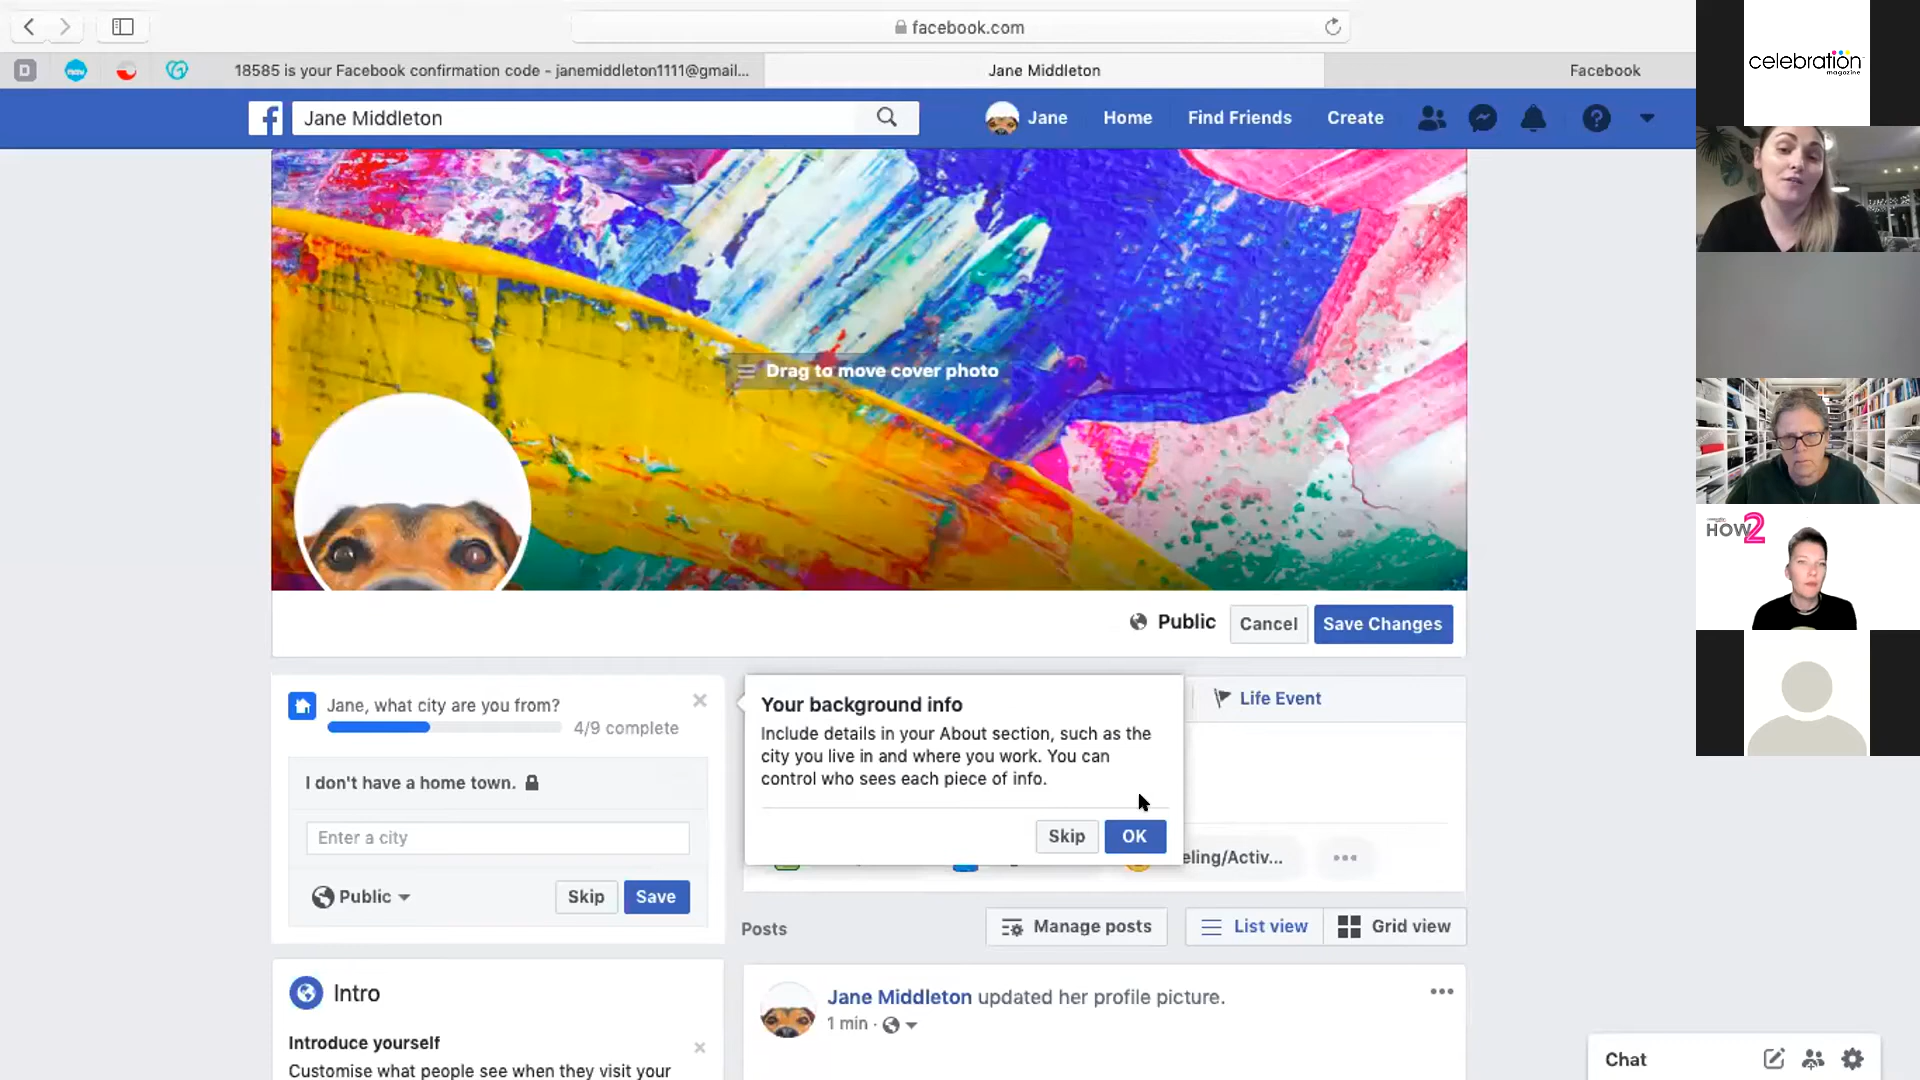 facebook.com
D
nav
18585 is your Facebook confirmation code - janemiddleton1111@gmail...
Jane Middleton
Facebook
Jane Middleton
Jane
Home
Find Friends
Create
Drag to move cover photo
Public
Cancel
Save Changes
Jane, what city are you from?
4/9 complete
I don't have a home town.
Enter a city
Public
Skip
Save
Your background info
Include details in your About section, such as the
city you live in and where you work. You can
control who sees each piece of info.
Skip
OK
Life Event
eling/Activ...
Posts
Manage posts
List view
Grid view
Intro
Introduce yourself
Customise what people see when they visit your
Jane Middleton updated her profile picture.
1 min
Chat
celebration
magazine
HOW2